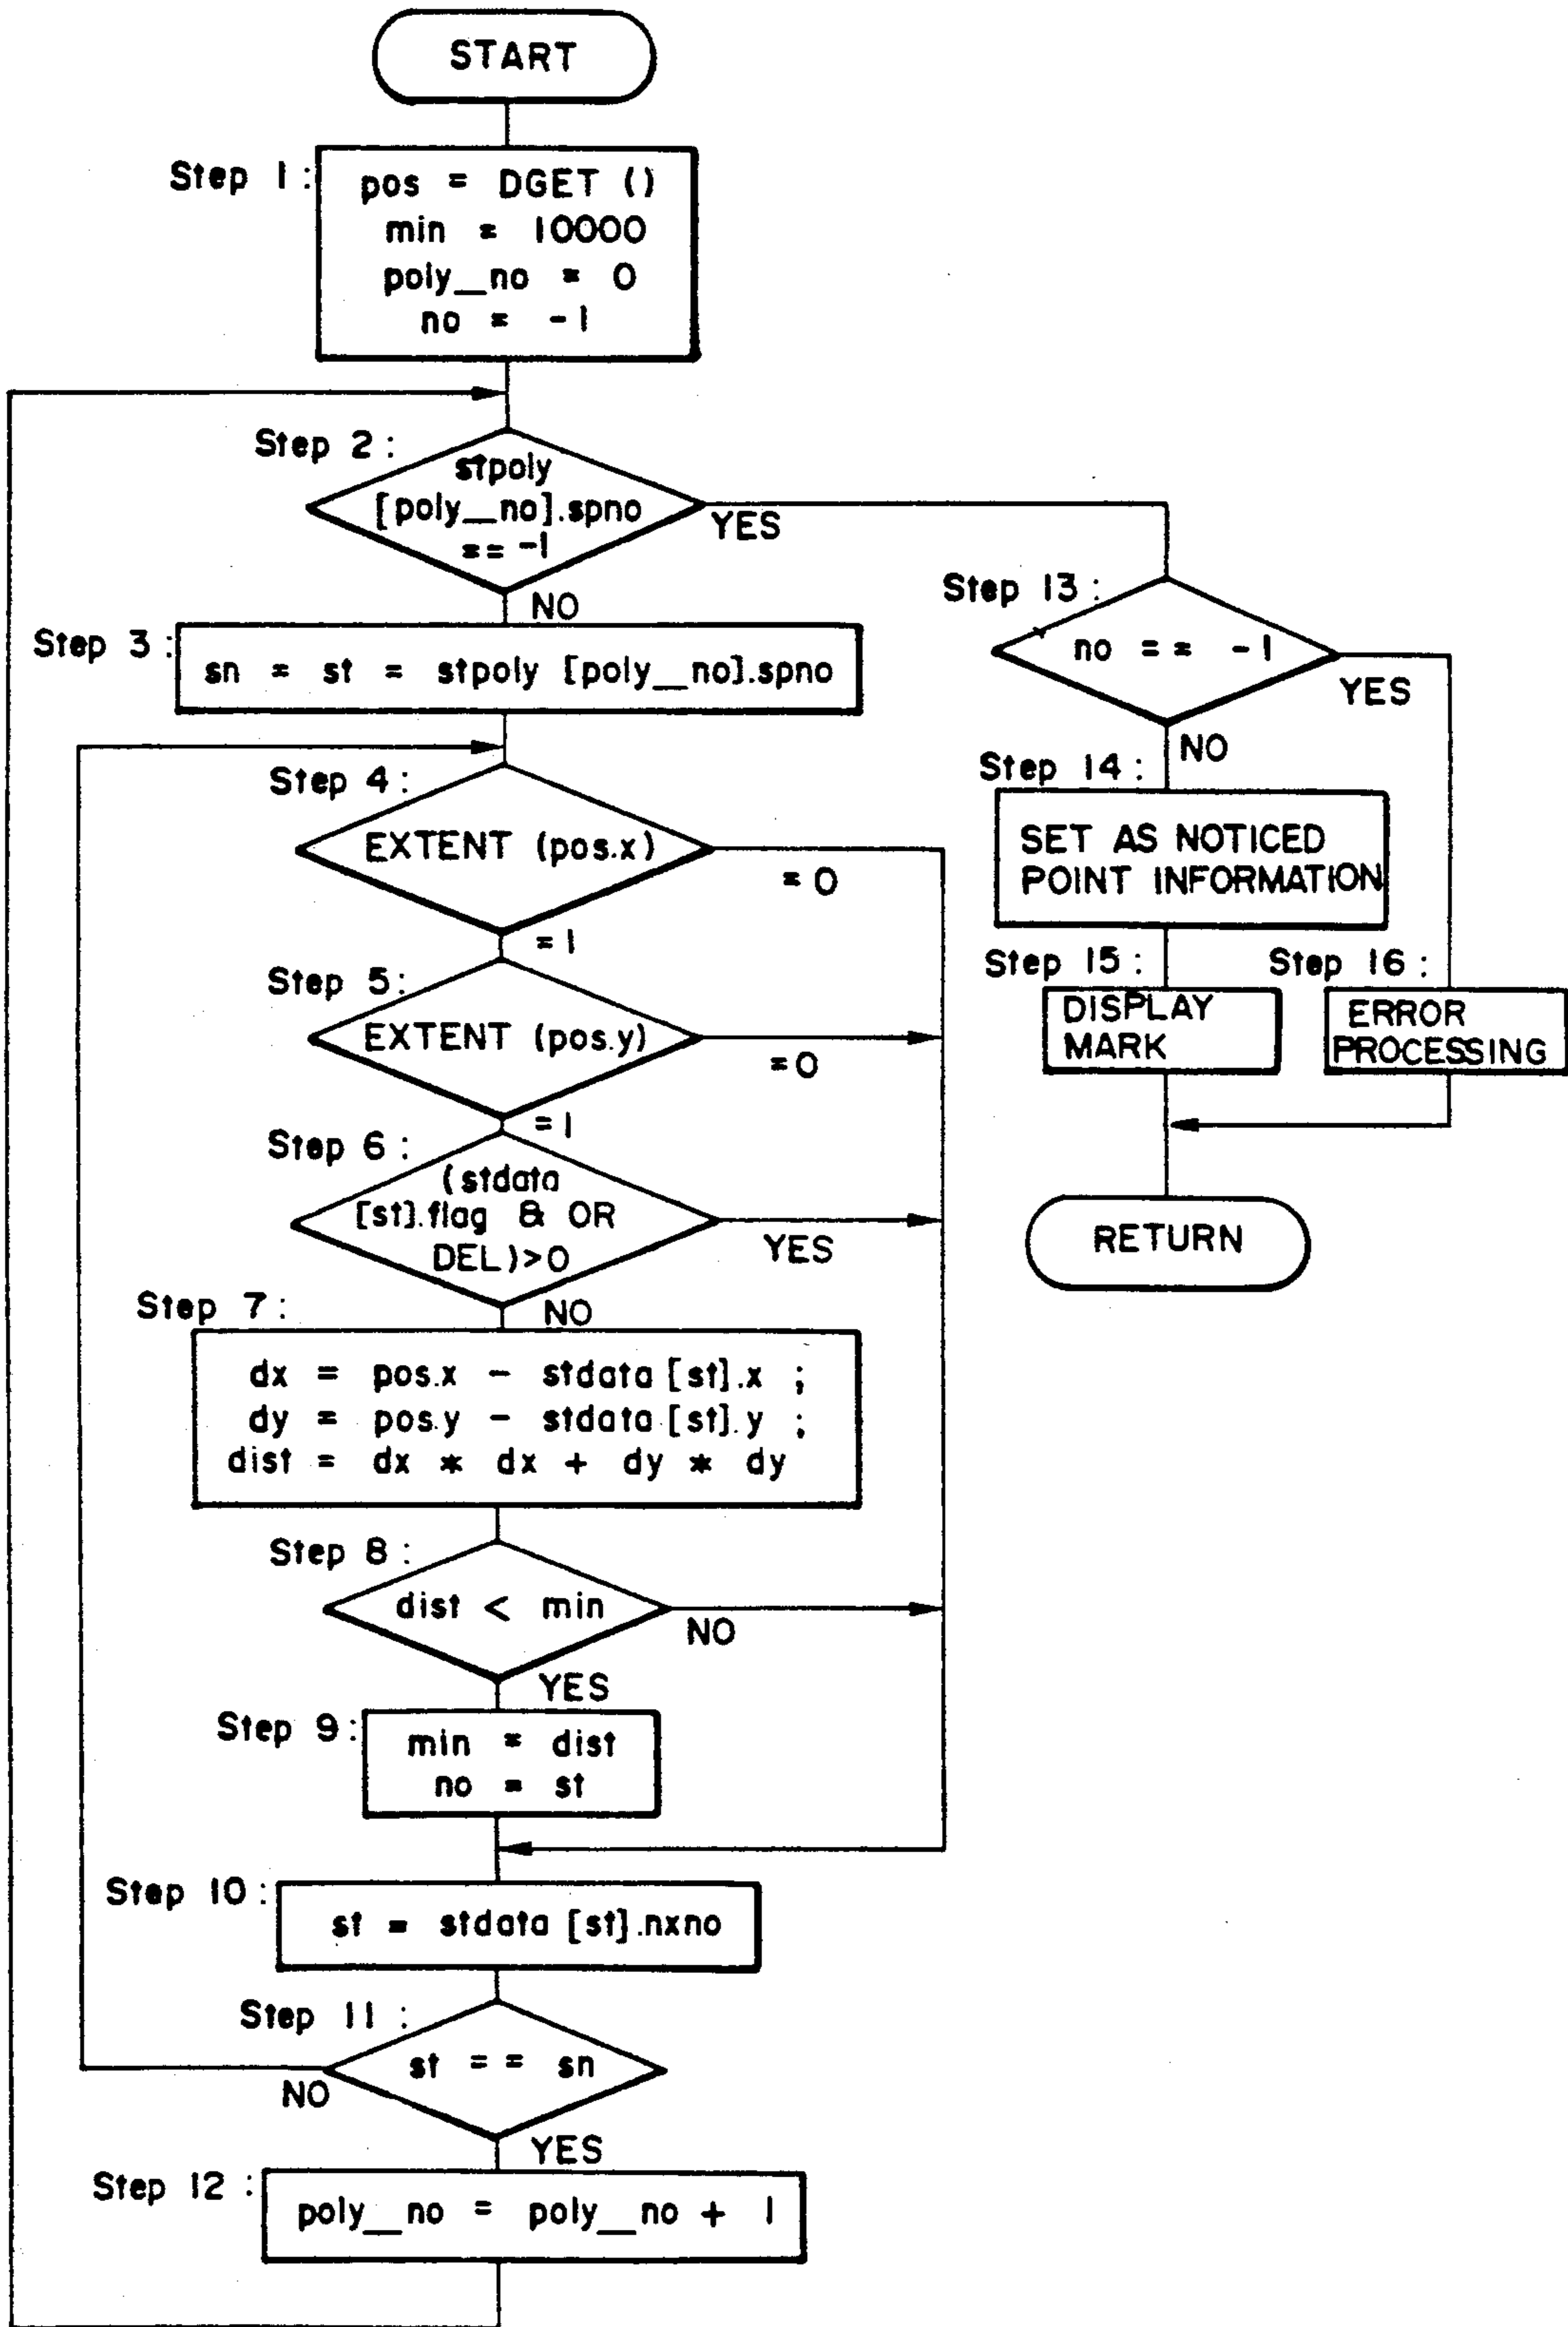 START
Step 1 :
pos = DGET ()
min = 10000
poly__no = 0
no = -1
Step 2 :
stpoly
[poly__no].spno
== -1
YES
NO
Step 3 :
sn = st = stpoly [poly__no].spno
Step 4 :
EXTENT (pos.x)
= 0
= 1
Step 5 :
EXTENT (pos.y)
= 0
= 1
Step 6 :
(stdata
[st].flag & OR
DEL)>0
YES
NO
Step 7 :
dx = pos.x - stdata [st].x ;
dy = pos.y - stdata [st].y ;
dist = dx * dx + dy * dy
Step 8 :
dist < min
NO
YES
Step 9 :
min = dist
no = st
Step 10 :
st = stdata [st].nxno
Step 11 :
st == sn
NO
YES
Step 12 :
poly__no = poly__no + 1
Step 13 :
no == -1
YES
NO
Step 14 :
SET AS NOTICED
POINT INFORMATION
Step 15 :
DISPLAY
MARK
Step 16 :
ERROR
PROCESSING
RETURN